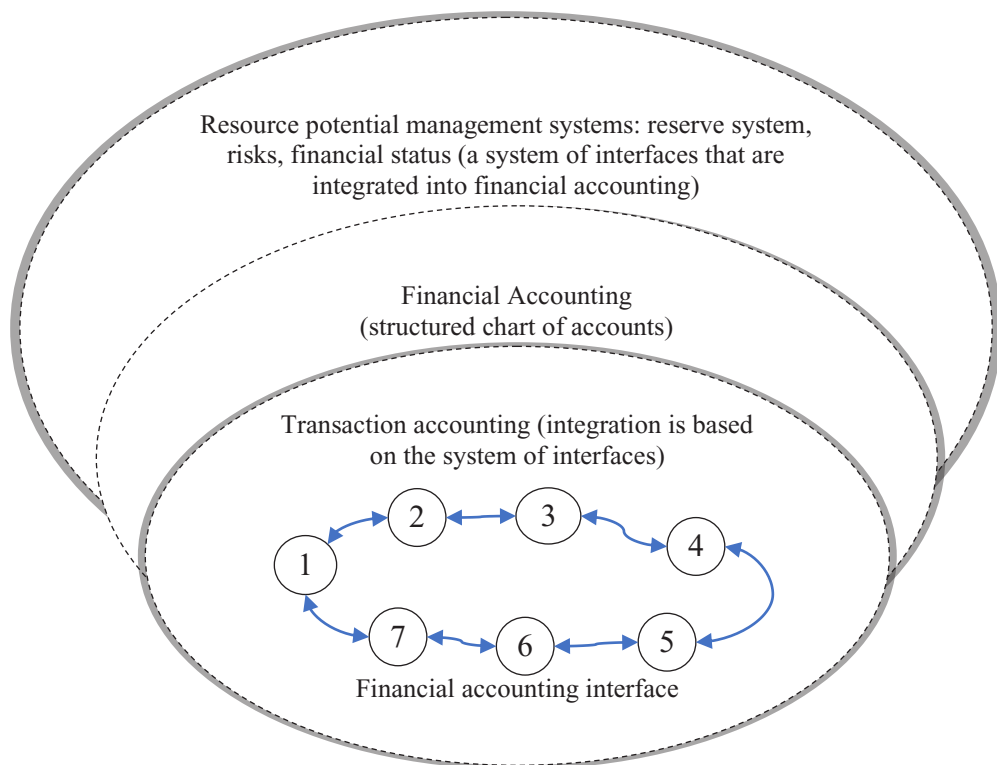 Resource potential management systems: reserve system,
risks, financial status (a system of interfaces that are
integrated into financial accounting)
Financial Accounting
(structured chart of accounts)
Transaction accounting (integration is based
on the system of interfaces)
1
2
3
4
5
6
7
Financial accounting interface